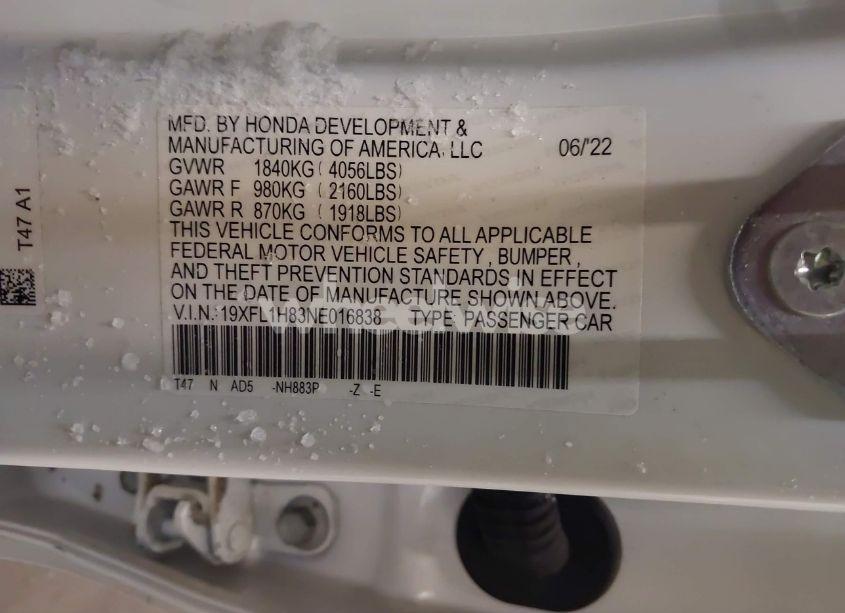 MFD. BY HONDA DEVELOPMENT &
MANUFACTURING OF AMERICA, LLC 06/'22
GVWR 1840KG ( 4056LBS)
GAWR F 980KG ( 2160LBS)
GAWR R 870KG ( 1918LBS)
THIS VEHICLE CONFORMS TO ALL APPLICABLE
FEDERAL MOTOR VEHICLE SAFETY, BUMPER,
AND THEFT PREVENTION STANDARDS IN EFFECT
ON THE DATE OF MANUFACTURE SHOWN ABOVE.
V.I.N.: 19XFL1H83NE016838 TYPE: PASSENGER CAR
T47 N AD5 -NH883P -Z -E
T47 A1